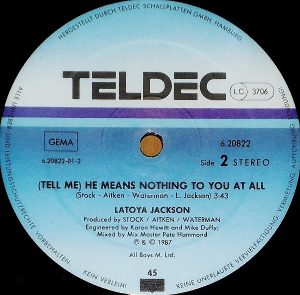 HERGESTELLT DURCH TELDEC SCHALLPLATTEN GMBH, HAMBURG
TELDEC
LC 3706
GEMA
6.20822-01-2
6.20822
Side 2 STEREO
(TELL ME) HE MEANS NOTHING TO YOU AT ALL
(Stock - Aitken - Waterman - L. Jackson) 3:43
LATOYA JACKSON
Produced by STOCK / AITKEN / WATERMAN
Engineered by Karen Hewitt and Mike Duffy,
Mixed by Mix Master Pete Hammond
℗ & © 1987
All Boys M. Ltd.
45
KEIN VERLEIH! KEINE UNERLAUBTE VERVIELFÄLTIGUNG, VERMIETUNG,